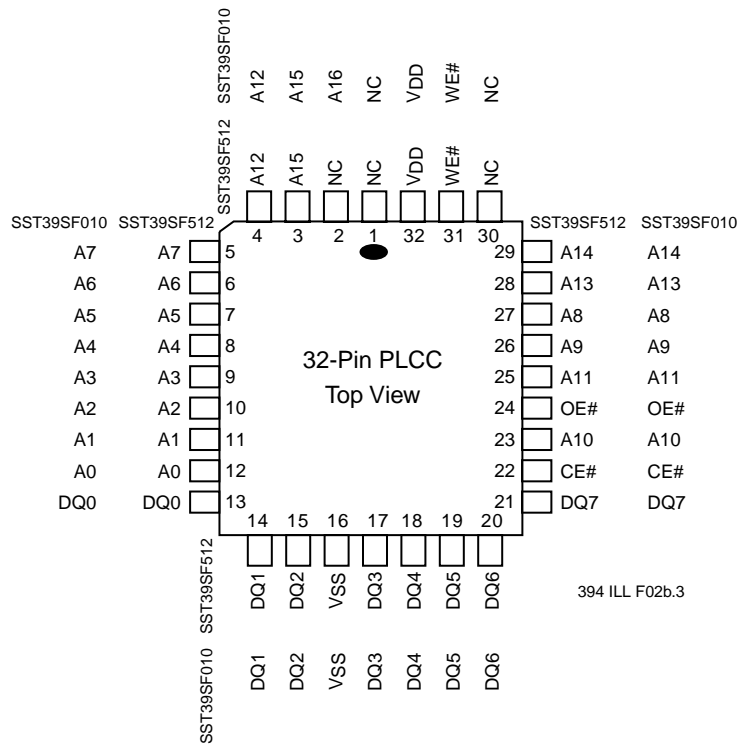 SST39SF010 A12 A15 A16 NC VDD WE# NC
SST39SF512 A12 A15 NC NC VDD WE# NC
4 3 2 1 32 31 30
SST39SF010 SST39SF512 SST39SF512 SST39SF010
A7 A7 5 29 A14 A14
A6 A6 6 28 A13 A13
A5 A5 7 27 A8 A8
A4 A4 8 26 A9 A9
A3 A3 9 25 A11 A11
A2 A2 10 24 OE# OE#
A1 A1 11 23 A10 A10
A0 A0 12 22 CE# CE#
DQ0 DQ0 13 21 DQ7 DQ7
32-Pin PLCC
Top View
14 15 16 17 18 19 20
SST39SF512 DQ1 DQ2 VSS DQ3 DQ4 DQ5 DQ6
SST39SF010 DQ1 DQ2 VSS DQ3 DQ4 DQ5 DQ6
394 ILL F02b.3